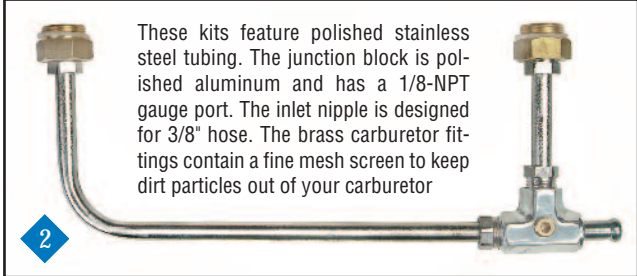 These kits feature polished stainless
steel tubing. The junction block is pol-
ished aluminum and has a 1/8-NPT
gauge port. The inlet nipple is designed
for 3/8" hose. The brass carburetor fit-
tings contain a fine mesh screen to keep
dirt particles out of your carburetor
2